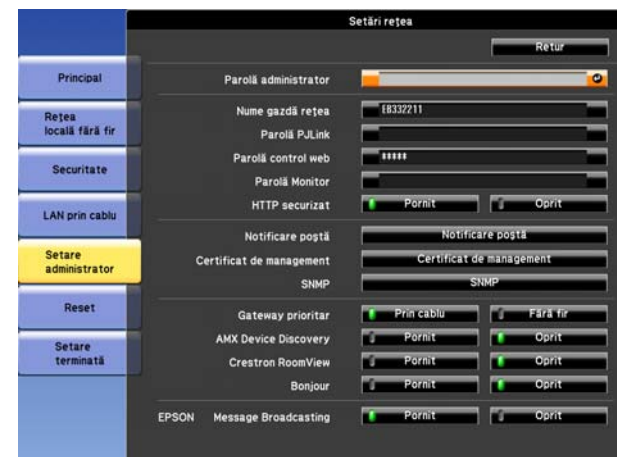 Setări rețea
Retur
Principal
Rețea
locală fără fir
Securitate
LAN prin cablu
Setare
administrator
Reset
Setare
terminată
Parolă administrator
Nume gazdă rețea EB332211
Parolă PJLink
Parolă control web *****
Parolă Monitor
HTTP securizat Pornit Oprit
Notificare poștă Notificare poștă
Certificat de management Certificat de management
SNMP SNMP
Gateway prioritar Prin cablu Fără fir
AMX Device Discovery Pornit Oprit
Crestron RoomView Pornit Oprit
Bonjour Pornit Oprit
EPSON Message Broadcasting Pornit Oprit